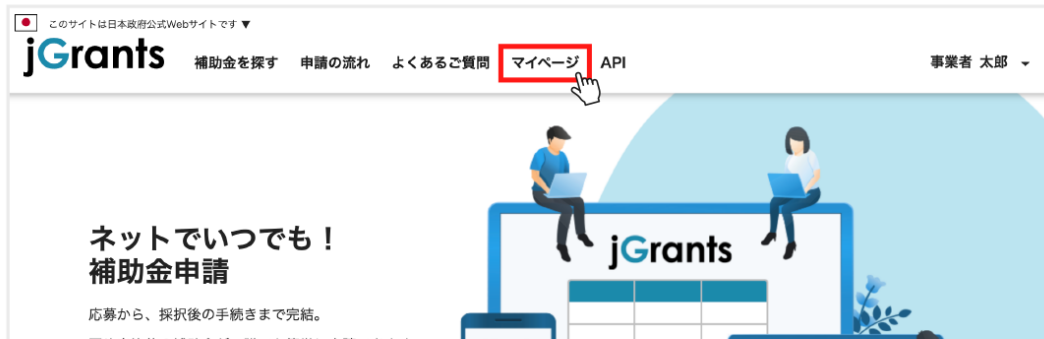 このサイトは日本政府公式Webサイトです ▼
jGrants 補助金を探す 申請の流れ よくあるご質問 マイページ API 事業者 太郎
jGrants
ネットでいつでも！
補助金申請
応募から、採択後の手続きまで完結。